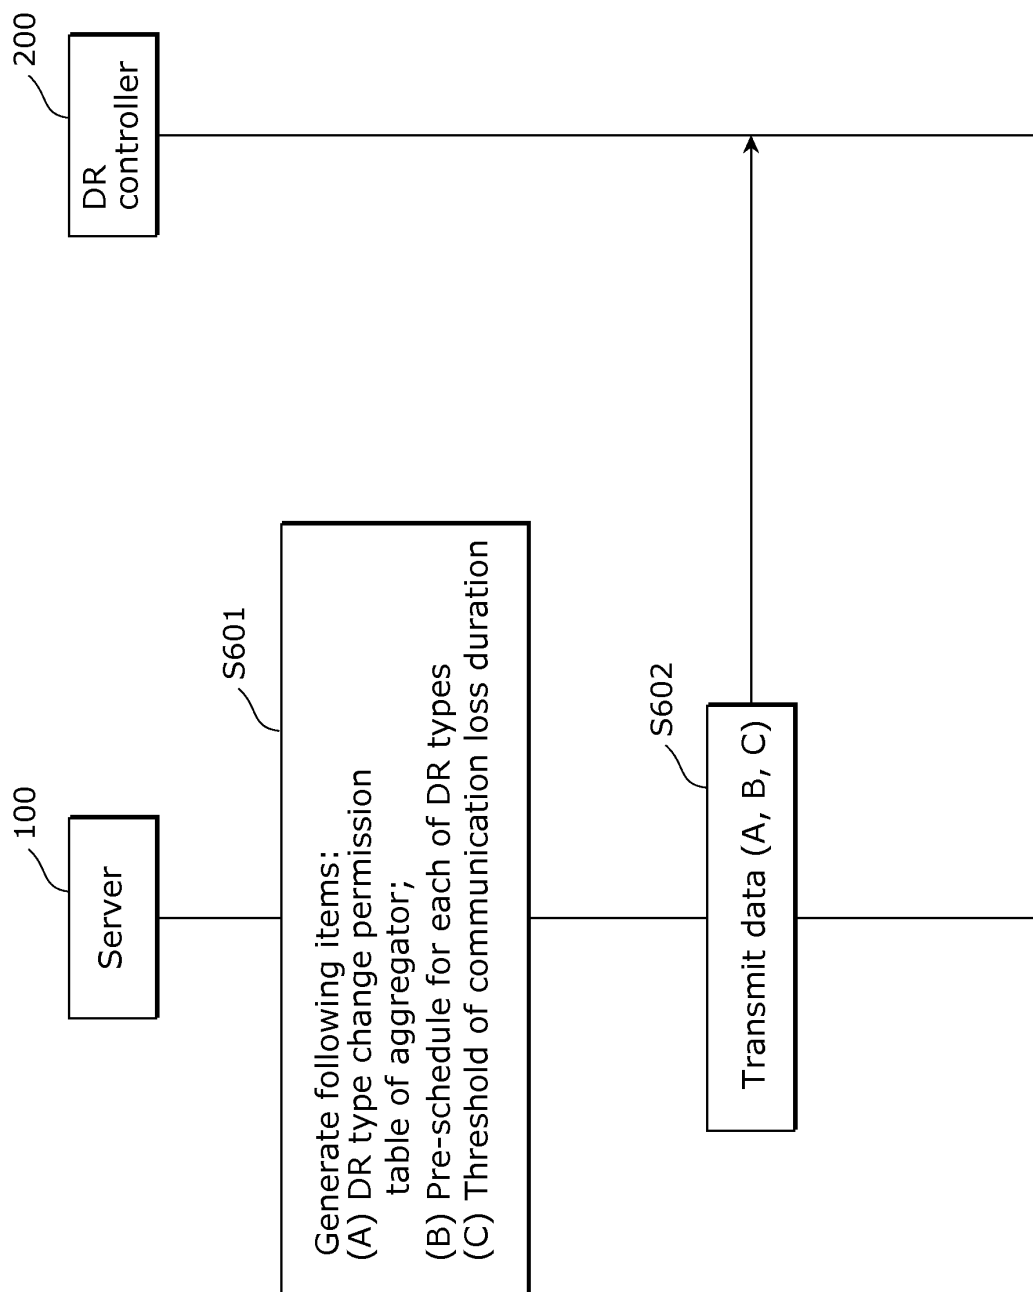 100
Server
200
DR
controller
S601
Generate following items:
(A) DR type change permission
table of aggregator;
(B) Pre-schedule for each of DR types
(C) Threshold of communication loss duration
S602
Transmit data (A, B, C)